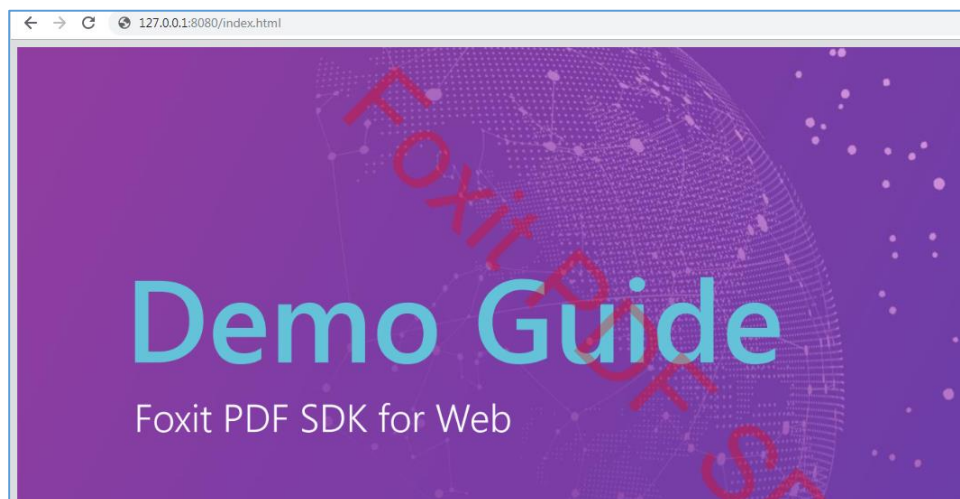 127.0.0.1:8080/index.html
Foxit PDF S
Demo Guide
Foxit PDF SDK for Web